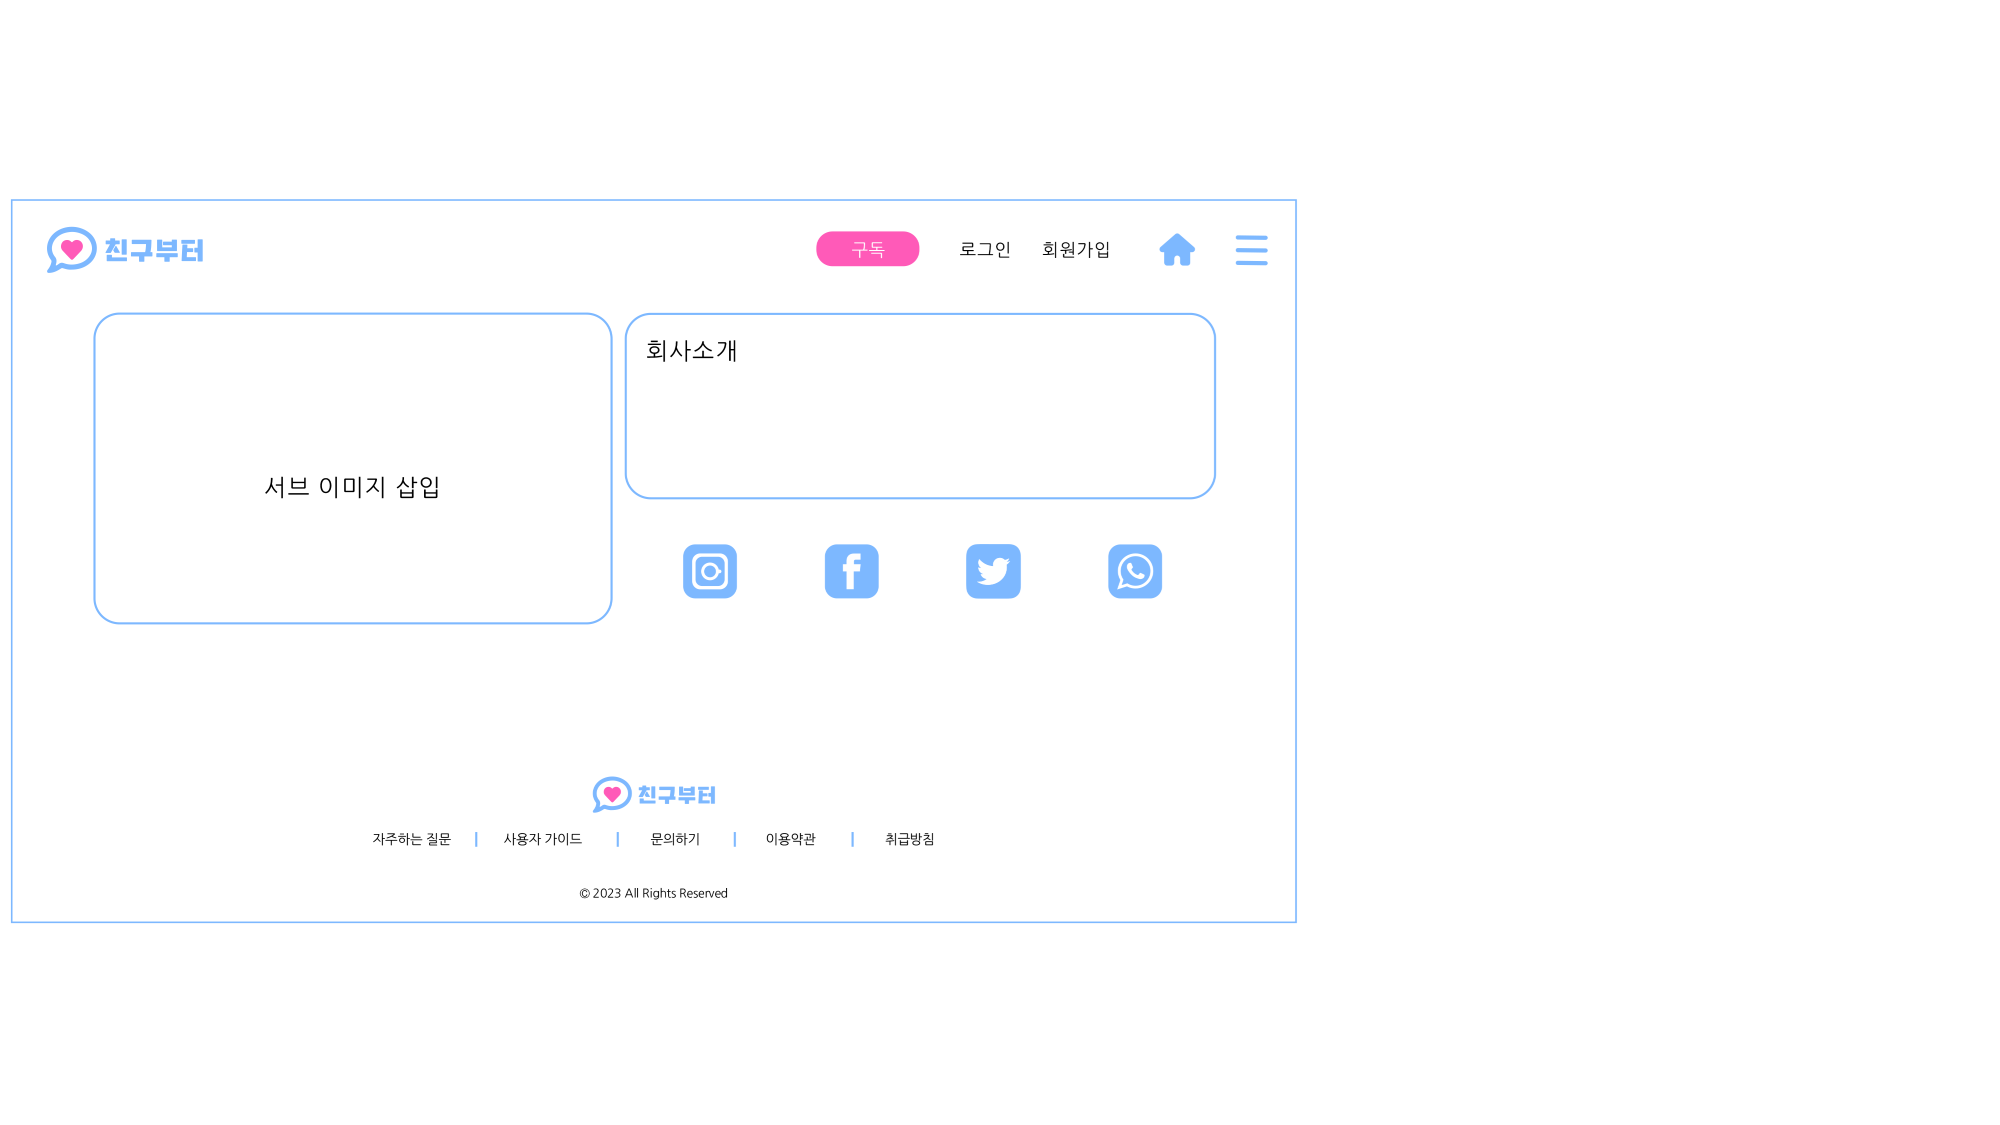 친구부터
구독 로그인 회원가입
회사소개
서브 이미지 삽입
친구부터
자주하는 질문 | 사용자 가이드 | 문의하기 | 이용약관 | 취급방침
© 2023 All Rights Reserved